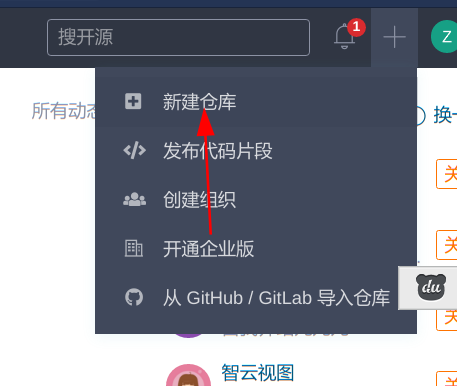 搜开源
1
Z
所有动态
换一
新建仓库
发布代码片段
关
创建组织
开通企业版
关
从 GitHub / GitLab 导入仓库
du
关
智云视图
关